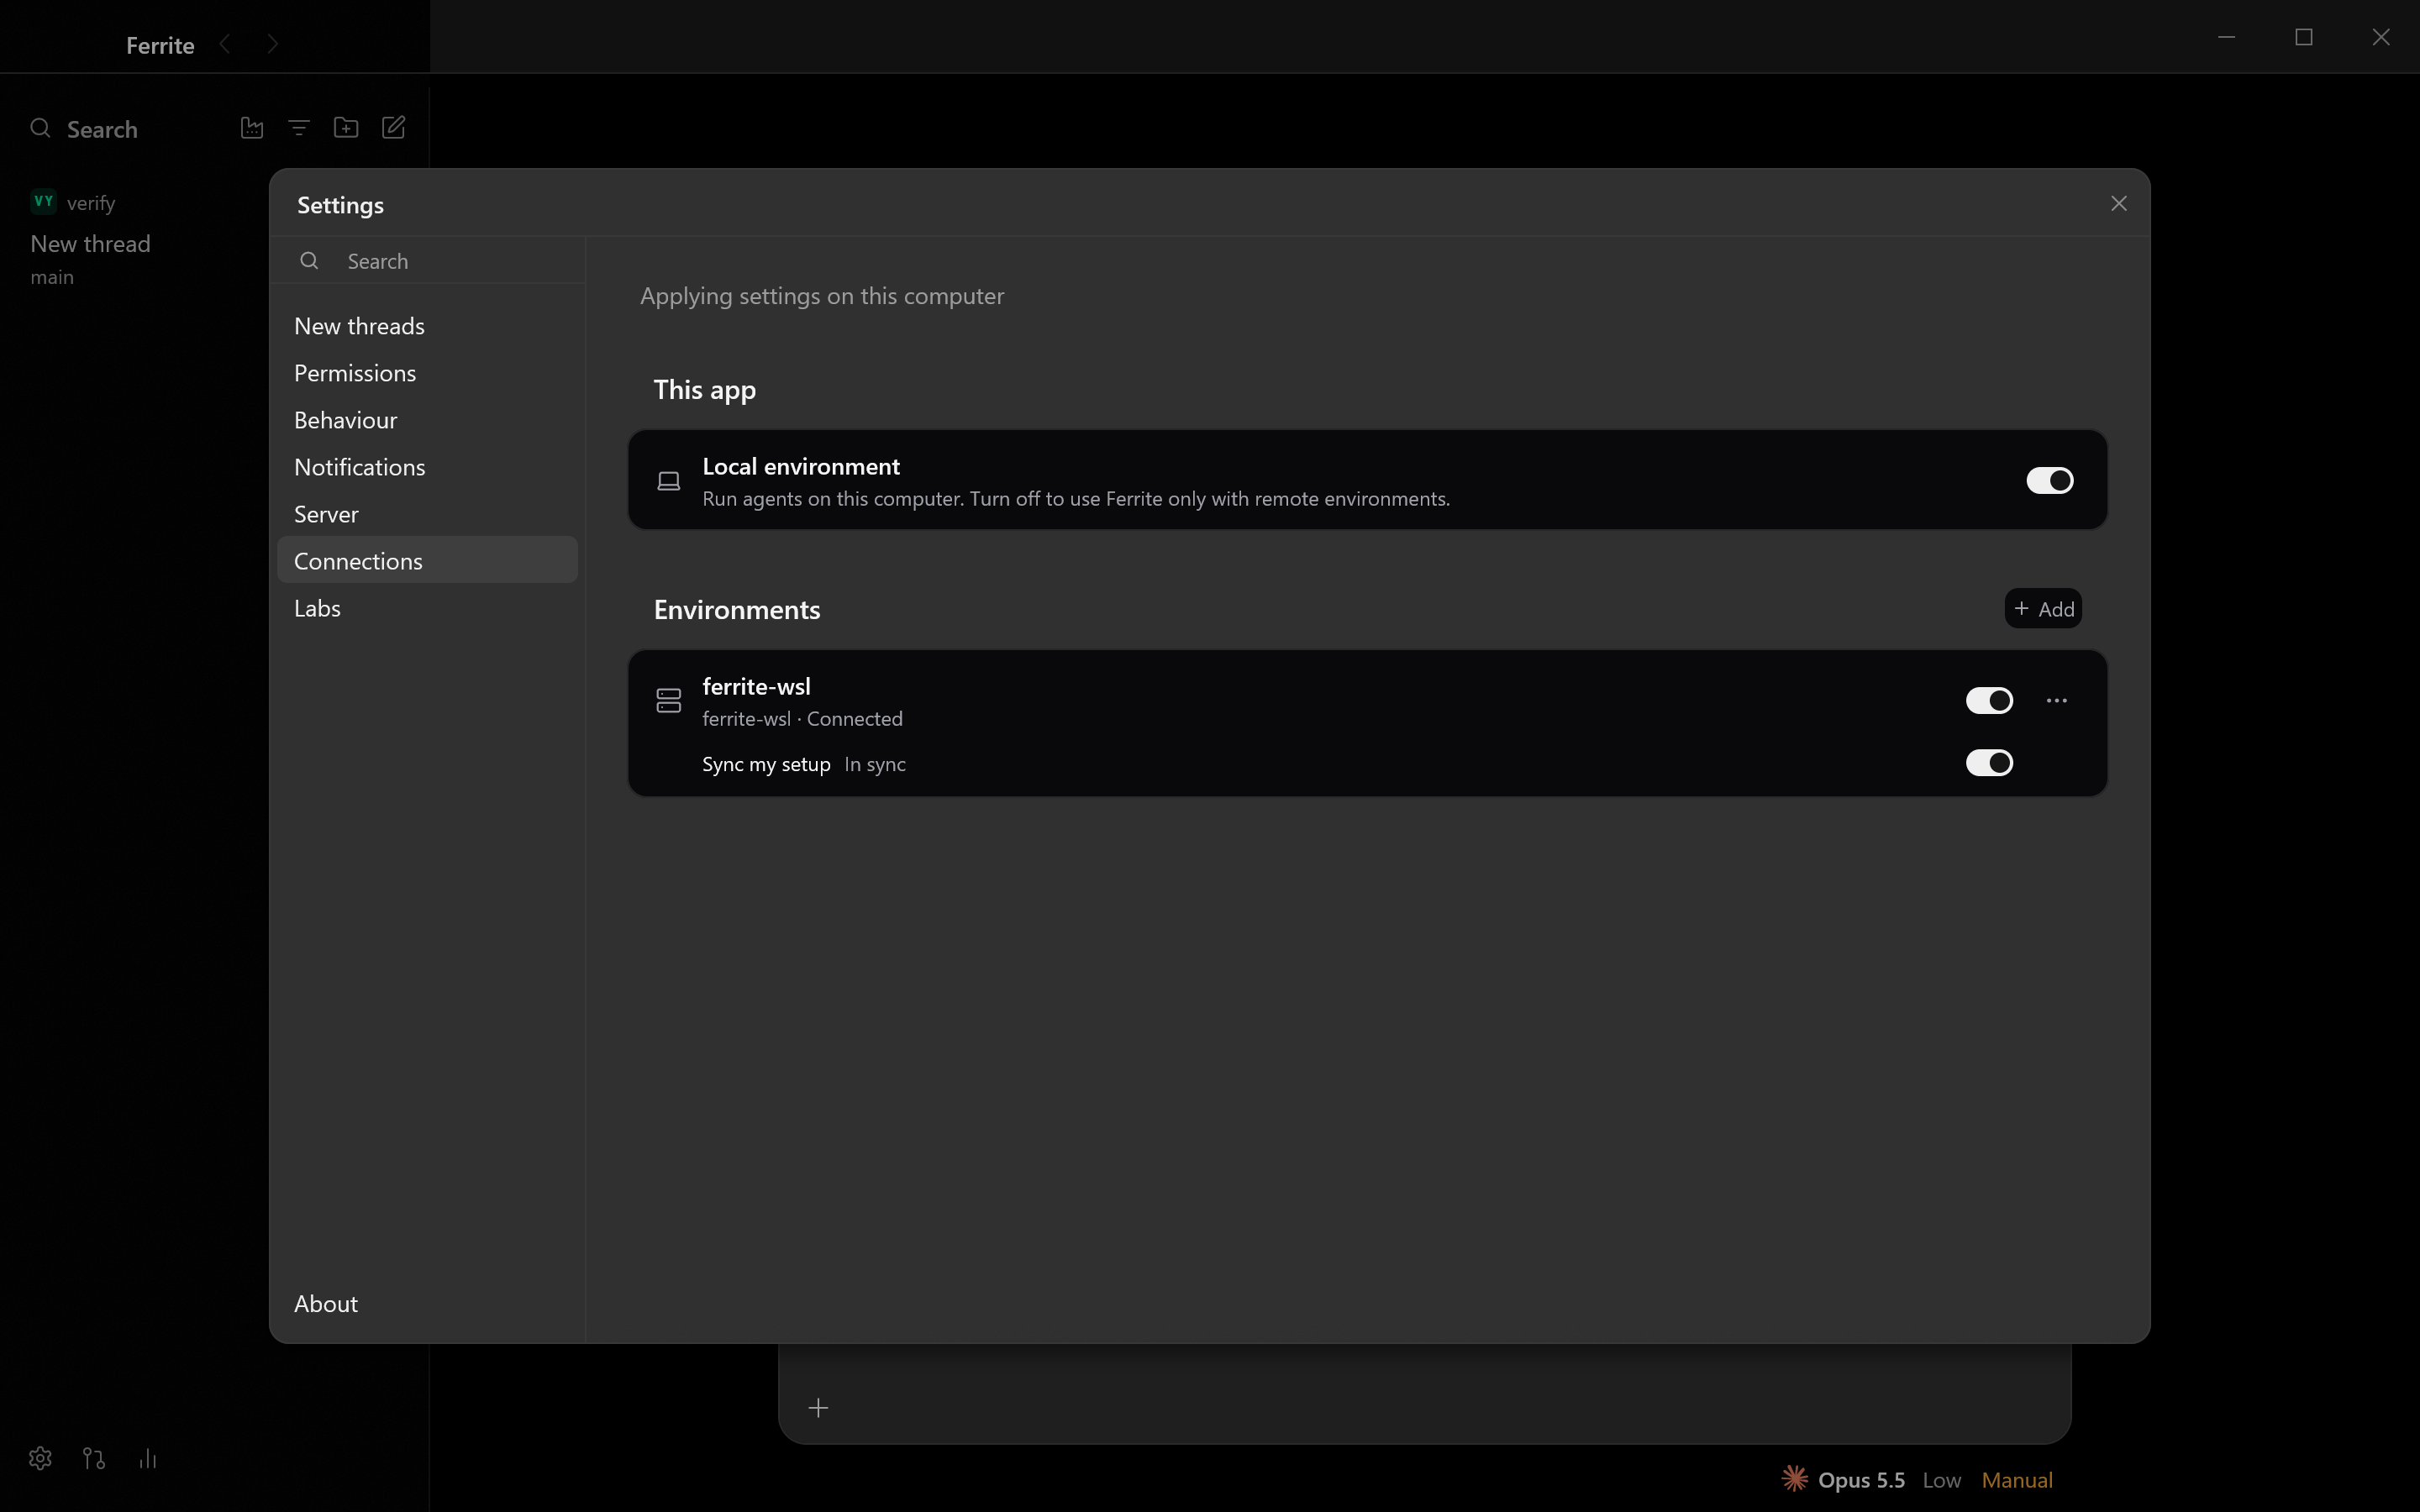 Ferrite
Search
VY verify
New thread
main
Settings
Search
New threads
Permissions
Behaviour
Notifications
Server
Connections
Labs
About
Applying settings on this computer
This app
Local environment
Run agents on this computer. Turn off to use Ferrite only with remote environments.
Environments
+ Add
ferrite-wsl
ferrite-wsl · Connected
Sync my setup In sync
Opus 5.5 Low Manual